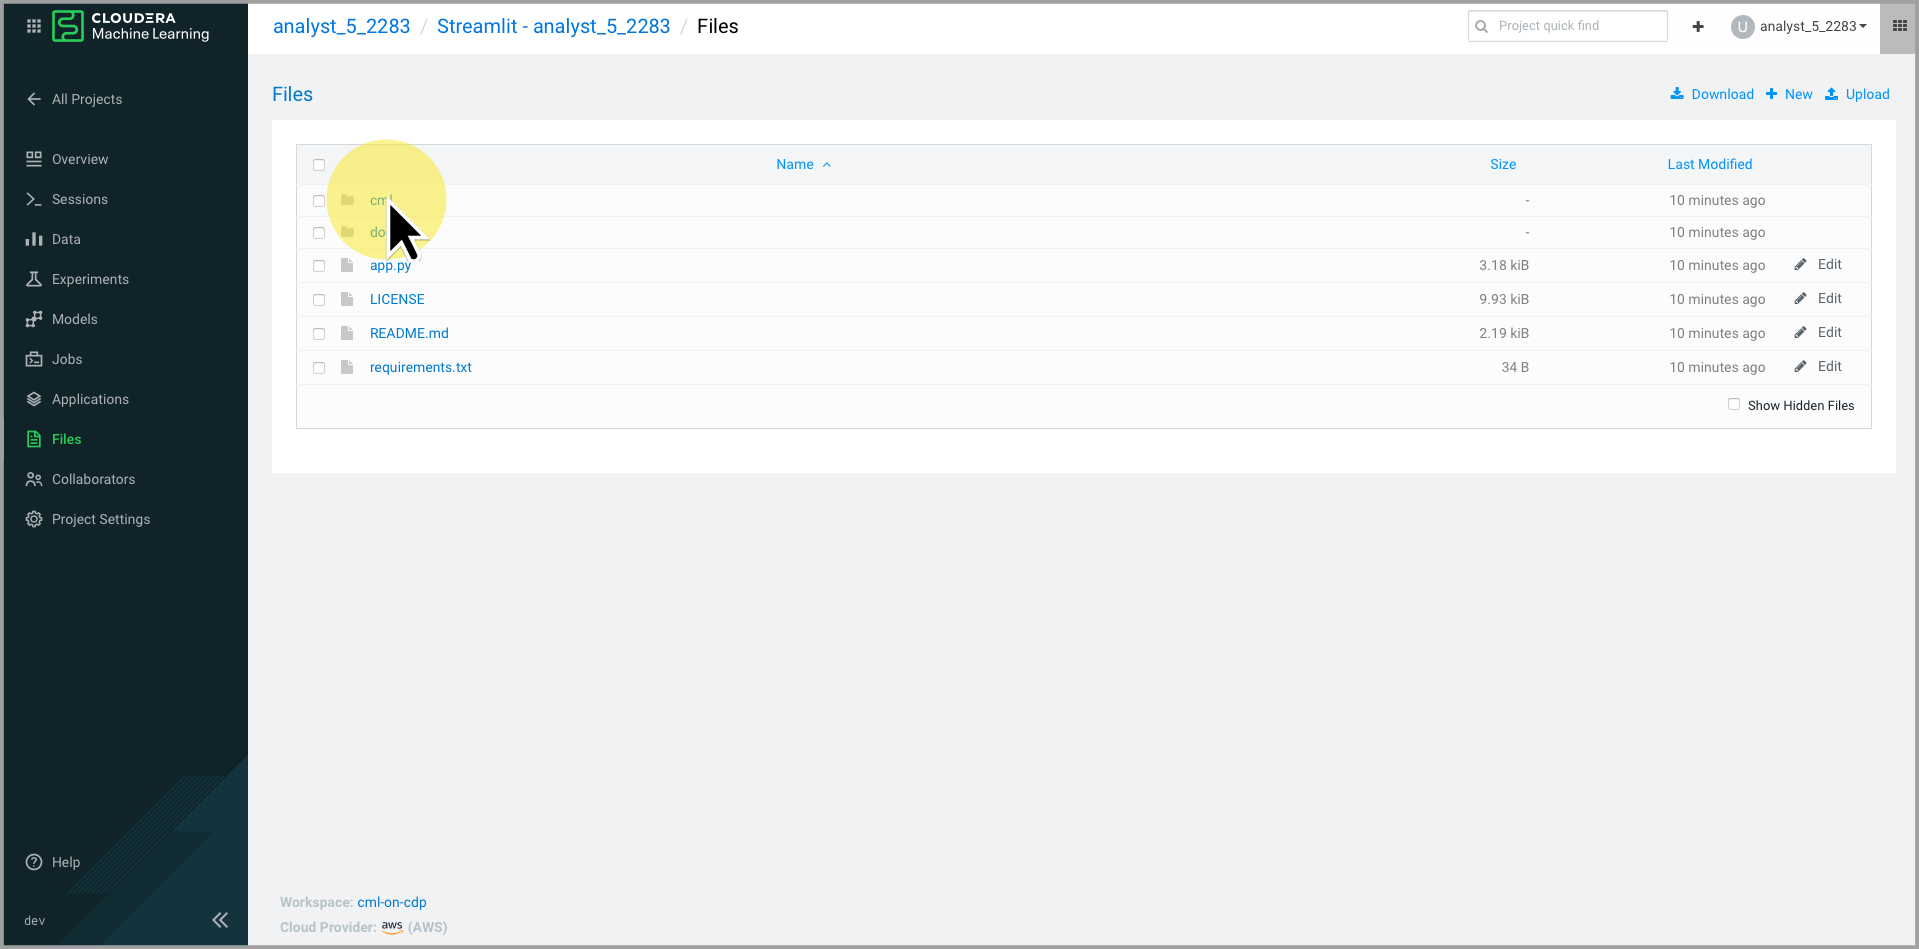 CLOUDERA
Machine Learning
analyst_5_2283 / Streamlit - analyst_5_2283 / Files
Project quick find
U analyst_5_2283
All Projects
Overview
Sessions
Data
Experiments
Models
Jobs
Applications
Files
Collaborators
Project Settings
Help
dev
Files
Download New Upload
Name Size Last Modified
cml - 10 minutes ago
- 10 minutes ago
app.py 3.18 kiB 10 minutes ago Edit
LICENSE 9.93 kiB 10 minutes ago Edit
README.md 2.19 kiB 10 minutes ago Edit
requirements.txt 34 B 10 minutes ago Edit
Show Hidden Files
Workspace: cml-on-cdp
Cloud Provider: aws (AWS)